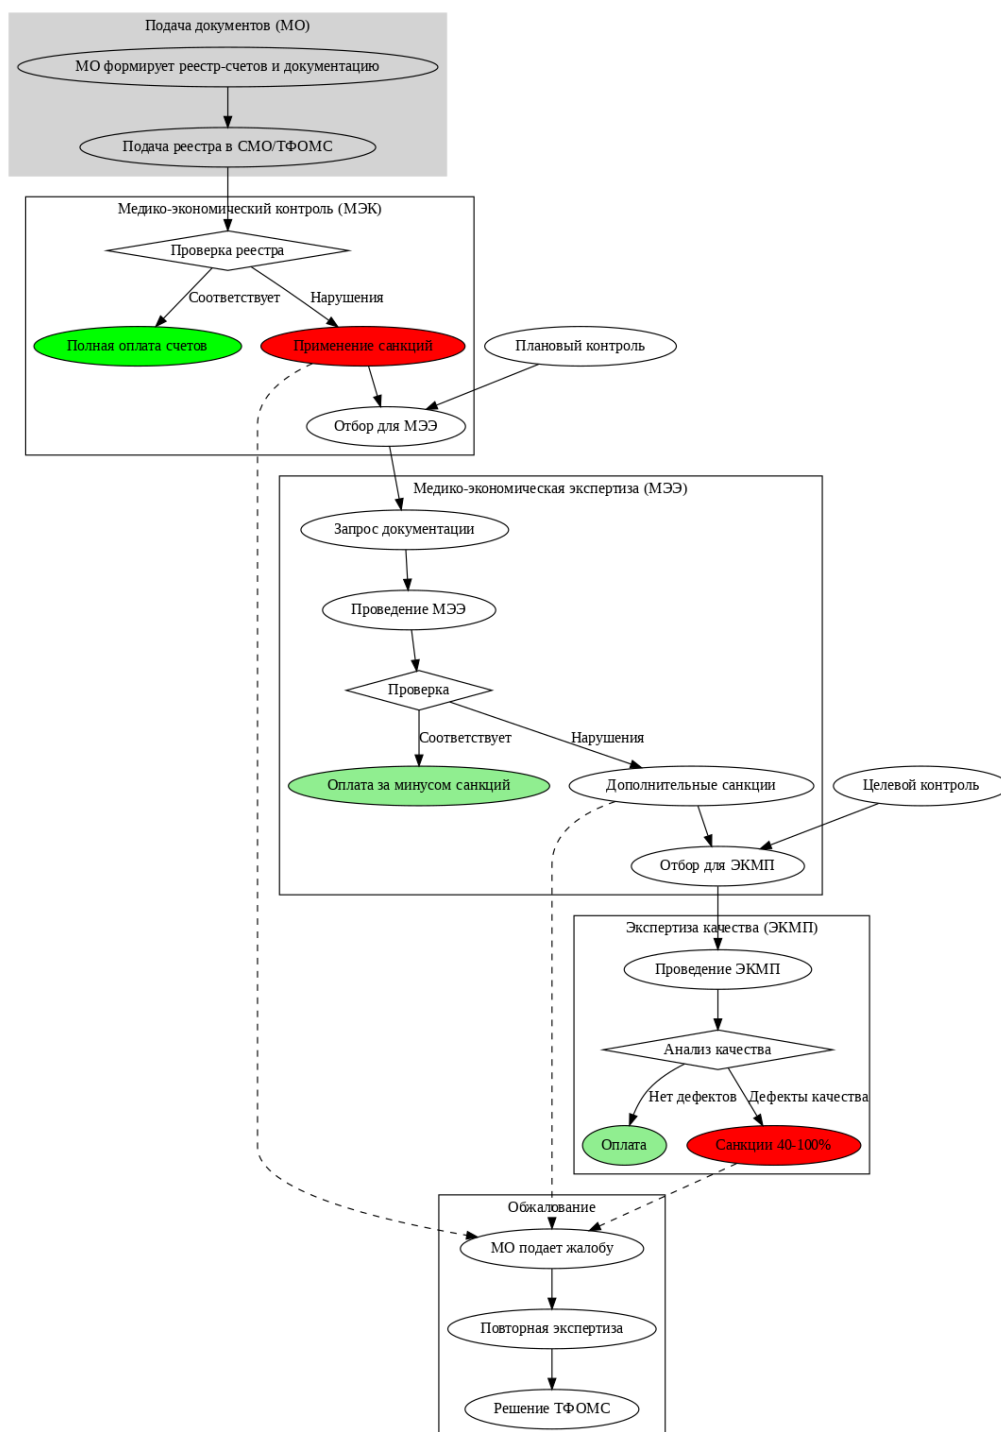 Подача документов (МО)
МО формирует реестр-счетов и документацию
Подача реестра в СМО/ТФОМС
Медико-экономический контроль (МЭК)
Проверка реестра
Соответствует
Нарушения
Полная оплата счетов
Применение санкций
Плановый контроль
Отбор для МЭЭ
Медико-экономическая экспертиза (МЭЭ)
Запрос документации
Проведение МЭЭ
Проверка
Соответствует
Нарушения
Оплата за минусом санкций
Дополнительные санкции
Целевой контроль
Отбор для ЭКМП
Экспертиза качества (ЭКМП)
Проведение ЭКМП
Анализ качества
Нет дефектов
Дефекты качества
Оплата
Санкции 40-100%
Обжалование
МО подает жалобу
Повторная экспертиза
Решение ТФОМС